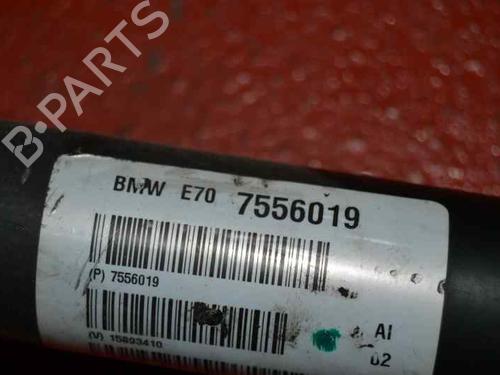 B-PARTS
BMW E70 7556019
(P) 7556019
AI
02
(V) 15893410